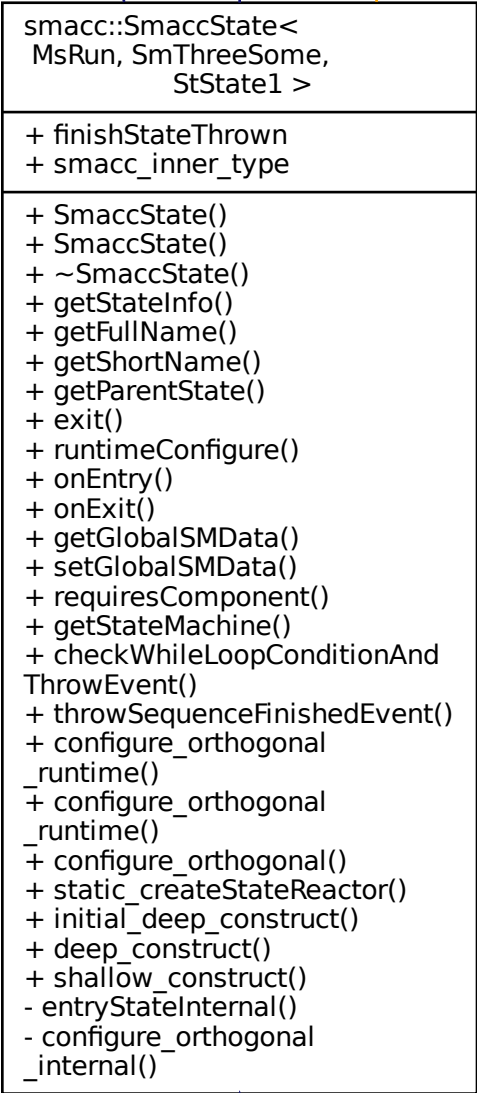 smacc::SmaccState<
MsRun, SmThreeSome,
StState1 >
+ finishStateThrown
+ smacc_inner_type
+ SmaccState()
+ SmaccState()
+ ~SmaccState()
+ getStateInfo()
+ getFullName()
+ getShortName()
+ getParentState()
+ exit()
+ runtimeConfigure()
+ onEntry()
+ onExit()
+ getGlobalSMData()
+ setGlobalSMData()
+ requiresComponent()
+ getStateMachine()
+ checkWhileLoopConditionAnd
ThrowEvent()
+ throwSequenceFinishedEvent()
+ configure_orthogonal
_runtime()
+ configure_orthogonal
_runtime()
+ configure_orthogonal()
+ static_createStateReactor()
+ initial_deep_construct()
+ deep_construct()
+ shallow_construct()
- entryStateInternal()
- configure_orthogonal
_internal()